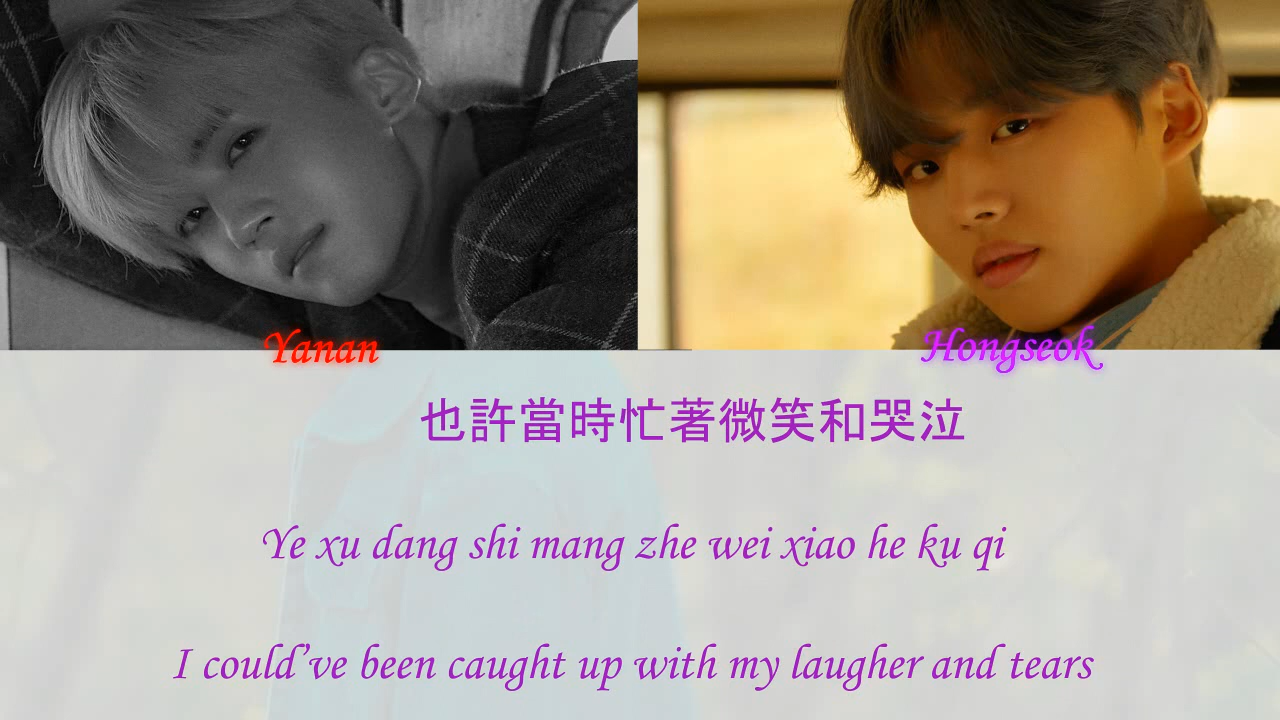 Yanan
Hongseok
也許當時忙著微笑和哭泣
Ye xu dang shi mang zhe wei xiao he ku qi
I could’ve been caught up with my laugher and tears